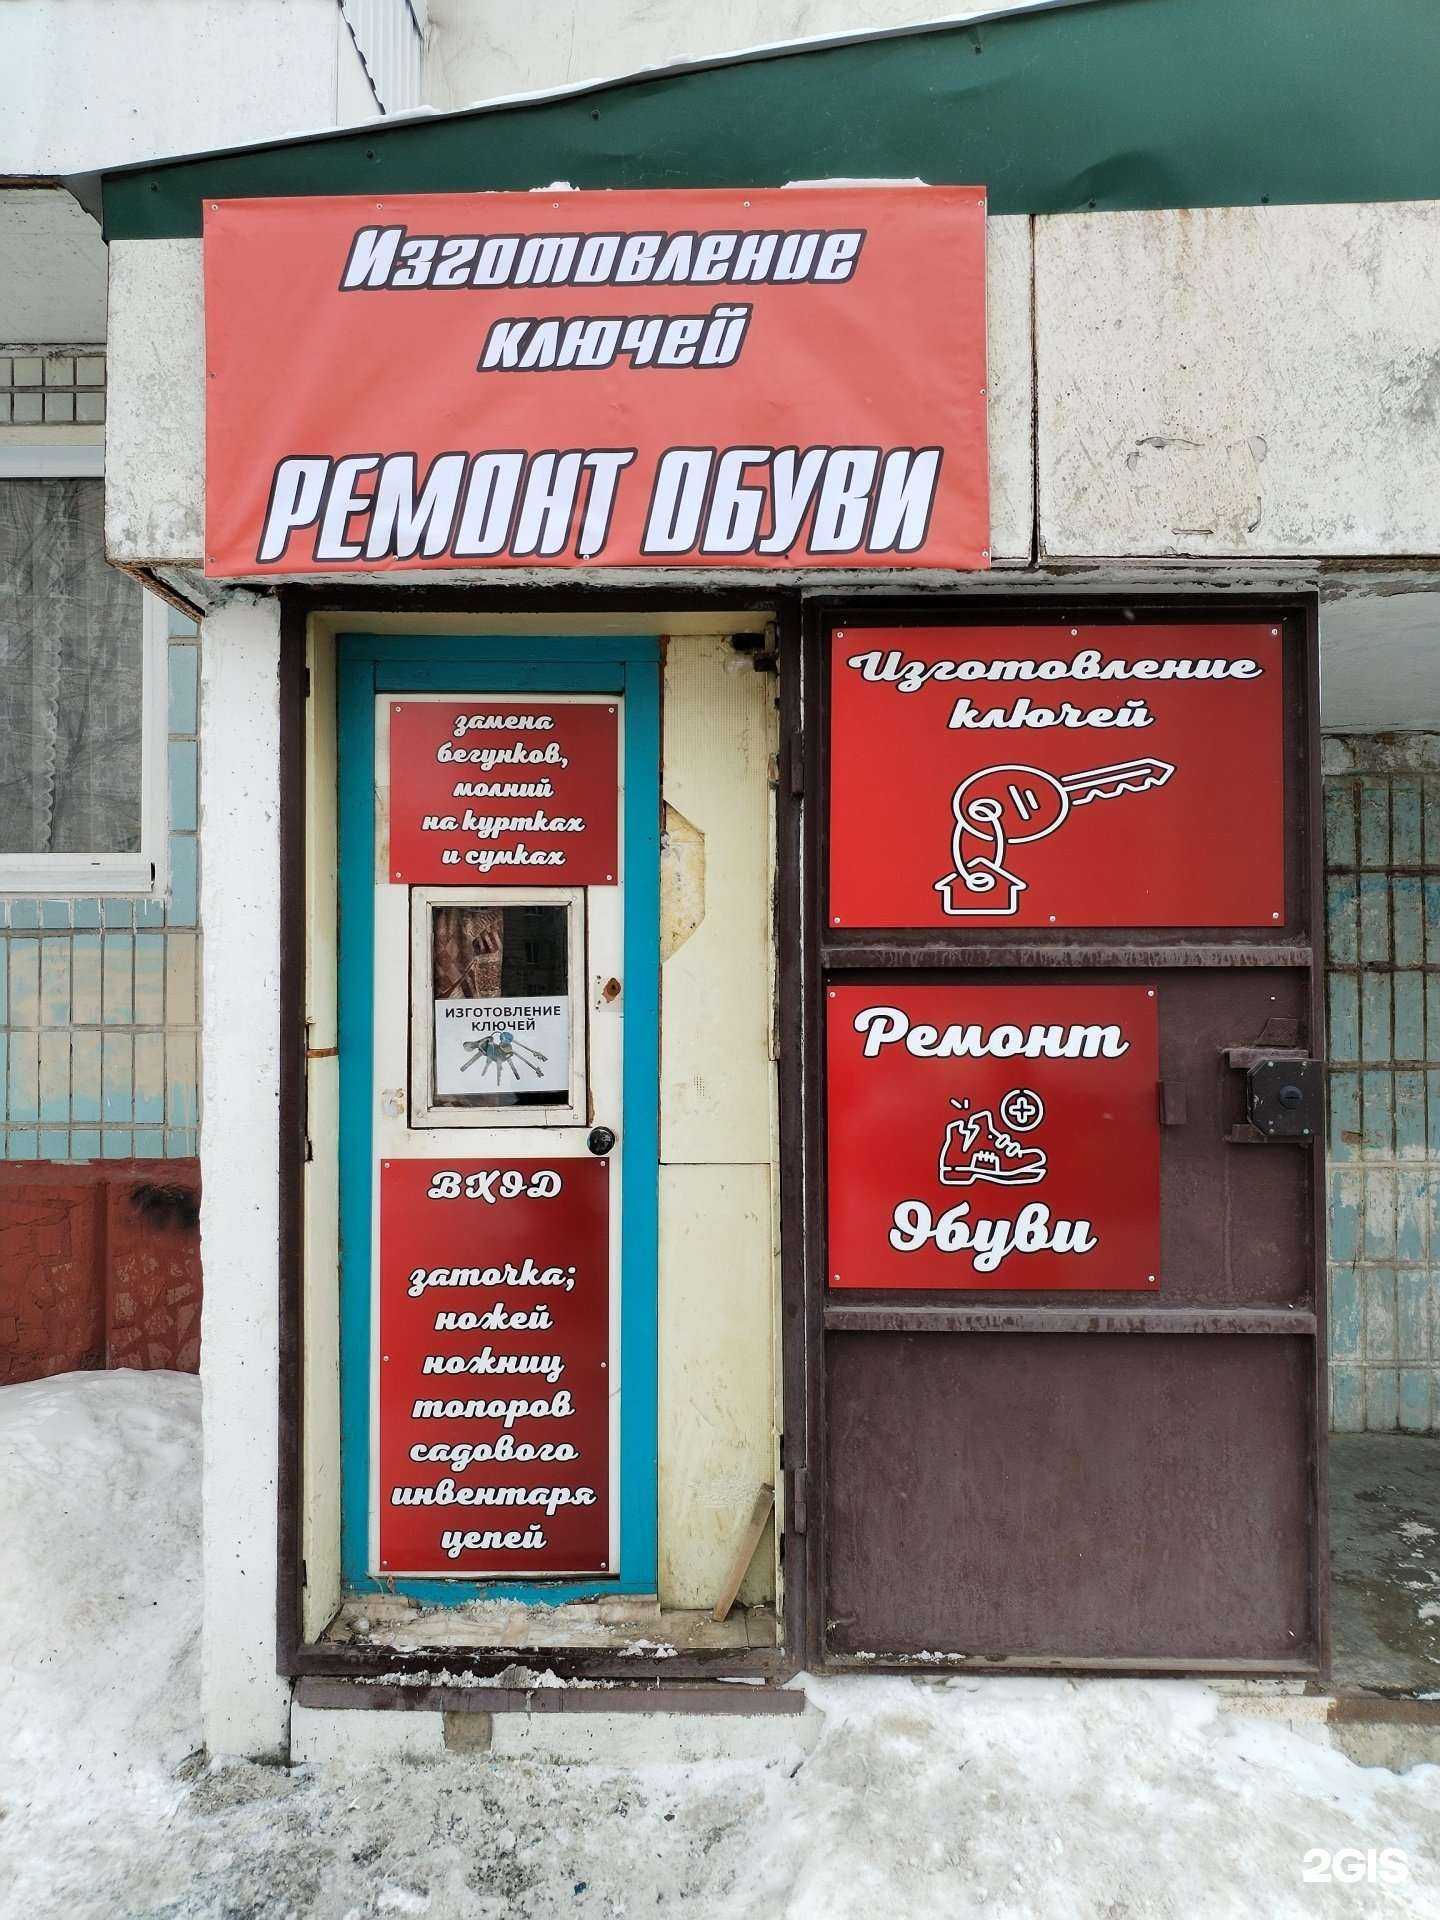 Изготовление
ключей
РЕМОНТ ОБУВИ
замена
бегунков,
молний
на куртках
и сумках
ИЗГОТОВЛЕНИЕ
КЛЮЧЕЙ
ВХОД
заточка;
ножей
ножниц
топоров
садового
инвентаря
цепей
Изготовление
ключей
Ремонт
Обуви
2GIS